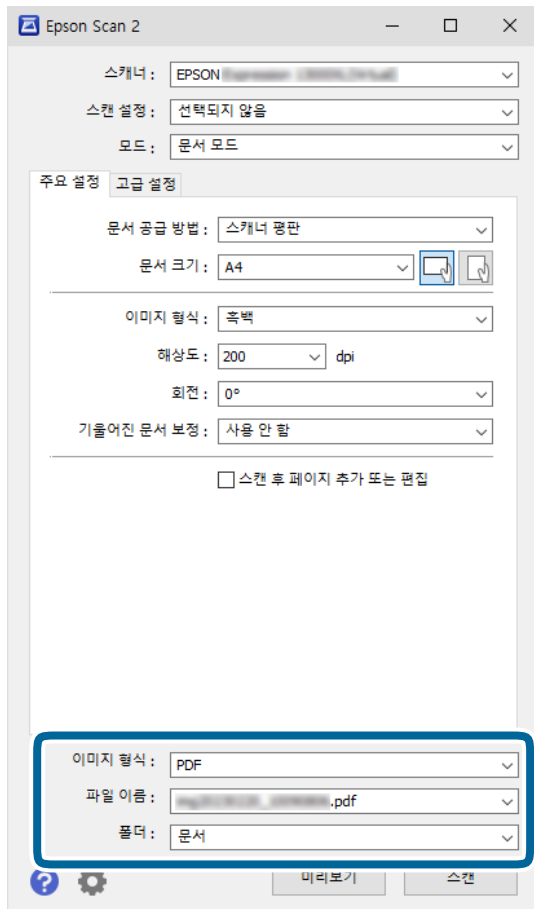 Epson Scan 2
스캐너 : EPSON
스캔 설정 : 선택되지 않음
모드 : 문서 모드
주요 설정 고급 설정
문서 공급 방법 : 스캐너 평판
문서 크기 : A4
이미지 형식 : 흑백
해상도 : 200 dpi
회전 : 0°
기울어진 문서 보정 : 사용 안 함
스캔 후 페이지 추가 또는 편집
이미지 형식 : PDF
파일 이름 : .pdf
폴더 : 문서
미리보기 스캔